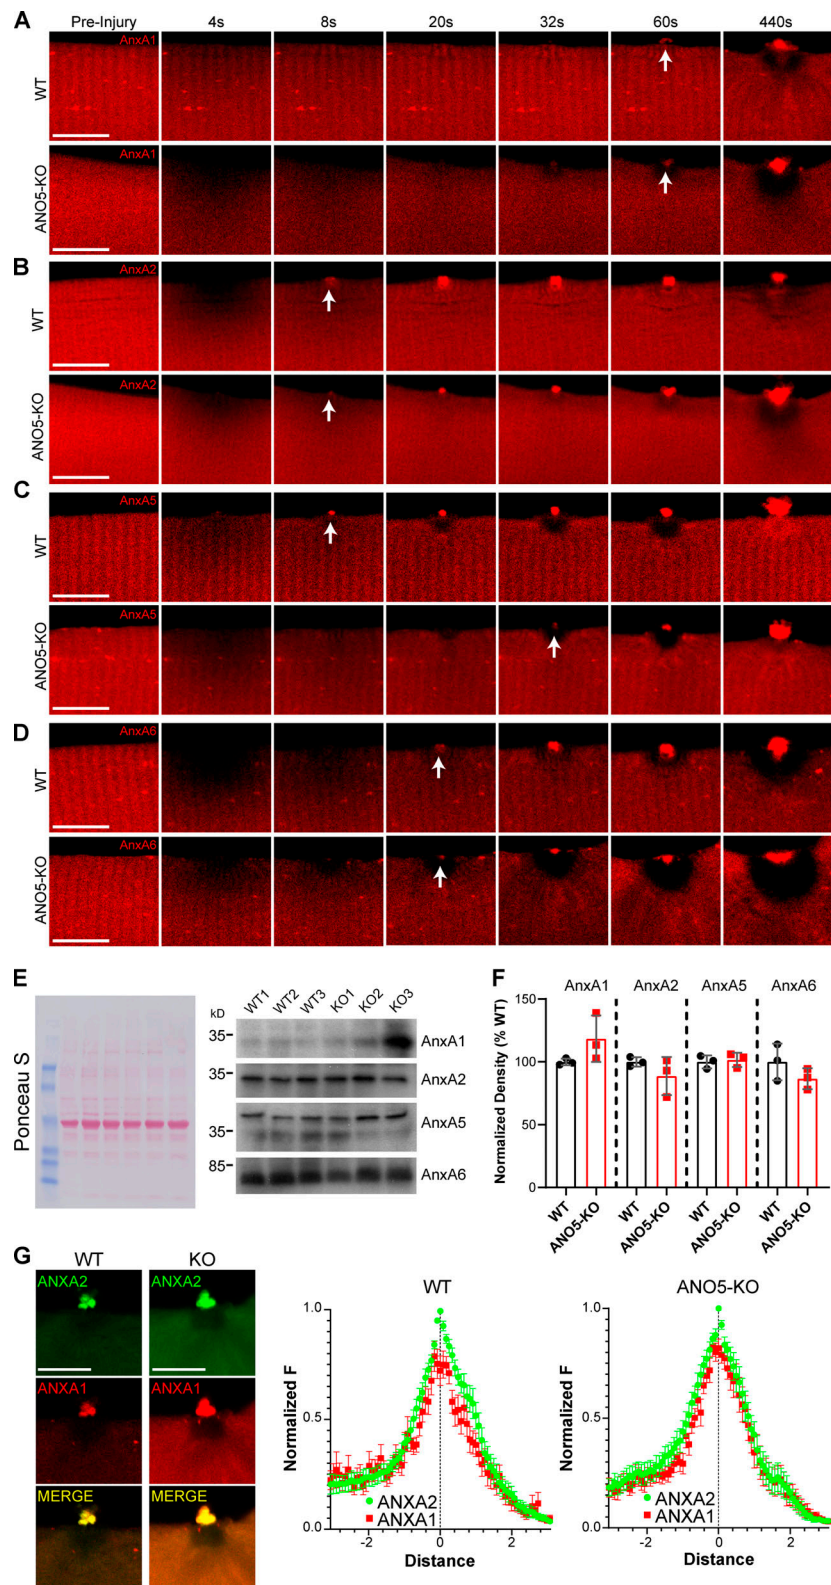 A
Pre-Injury 4s 8s 20s 32s 60s 440s
WT
AnxA1
ANO5-KO
AnxA1
B
WT
AnxA2
ANO5-KO
AnxA2
C
WT
AnxA5
ANO5-KO
AnxA5
D
WT
AnxA6
ANO5-KO
AnxA6
E
Ponceau S
WT1 WT2 WT3 KO1 KO2 KO3
kD
35
AnxA1
35
AnxA2
AnxA5
35
85
AnxA6
F
AnxA1 AnxA2 AnxA5 AnxA6
Normalized Density (% WT)
150
100
50
0
WT ANO5-KO WT ANO5-KO WT ANO5-KO WT ANO5-KO
G
WT KO
ANXA2 ANXA2
ANXA1 ANXA1
MERGE MERGE
WT
Normalized F
1.0
0.5
0.0
ANXA2
ANXA1
-2 0 2
Distance
ANO5-KO
Normalized F
1.0
0.5
0.0
ANXA2
ANXA1
-2 0 2
Distance